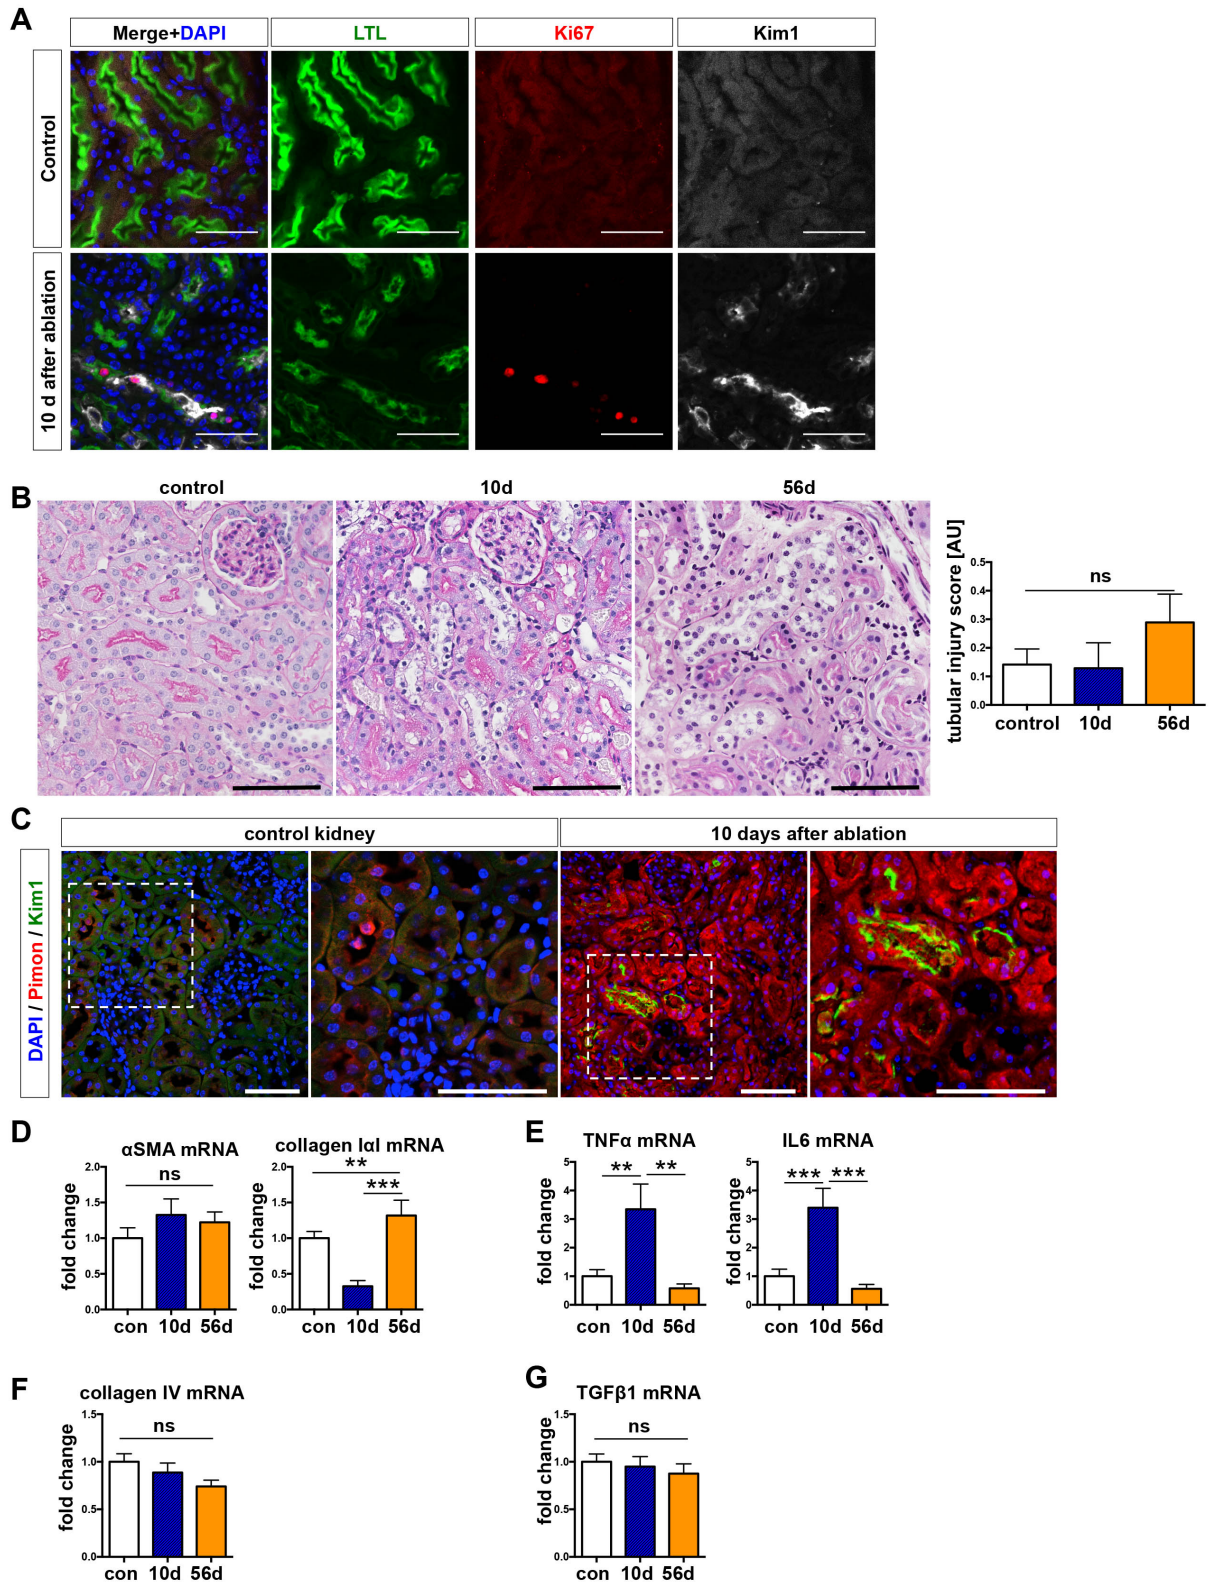 A
Merge+DAPI
LTL
Ki67
Kim1
Control
10 d after ablation
B
control
10d
56d
tubular injury score [AU]
0.5
0.4
0.3
0.2
0.1
0.0
ns
control 10d 56d
C
control kidney
10 days after ablation
DAPI / Pimon / Kim1
D
αSMA mRNA
fold change
2.0
1.5
1.0
0.5
0.0
ns
con 10d 56d
collagen IαI mRNA
fold change
2.0
1.5
1.0
0.5
0.0
**
***
con 10d 56d
E
TNFα mRNA
fold change
5
4
3
2
1
0
** **
con 10d 56d
IL6 mRNA
fold change
5
4
3
2
1
0
*** ***
con 10d 56d
F
collagen IV mRNA
fold change
1.5
1.0
0.5
0.0
ns
con 10d 56d
G
TGFβ1 mRNA
fold change
1.5
1.0
0.5
0.0
ns
con 10d 56d